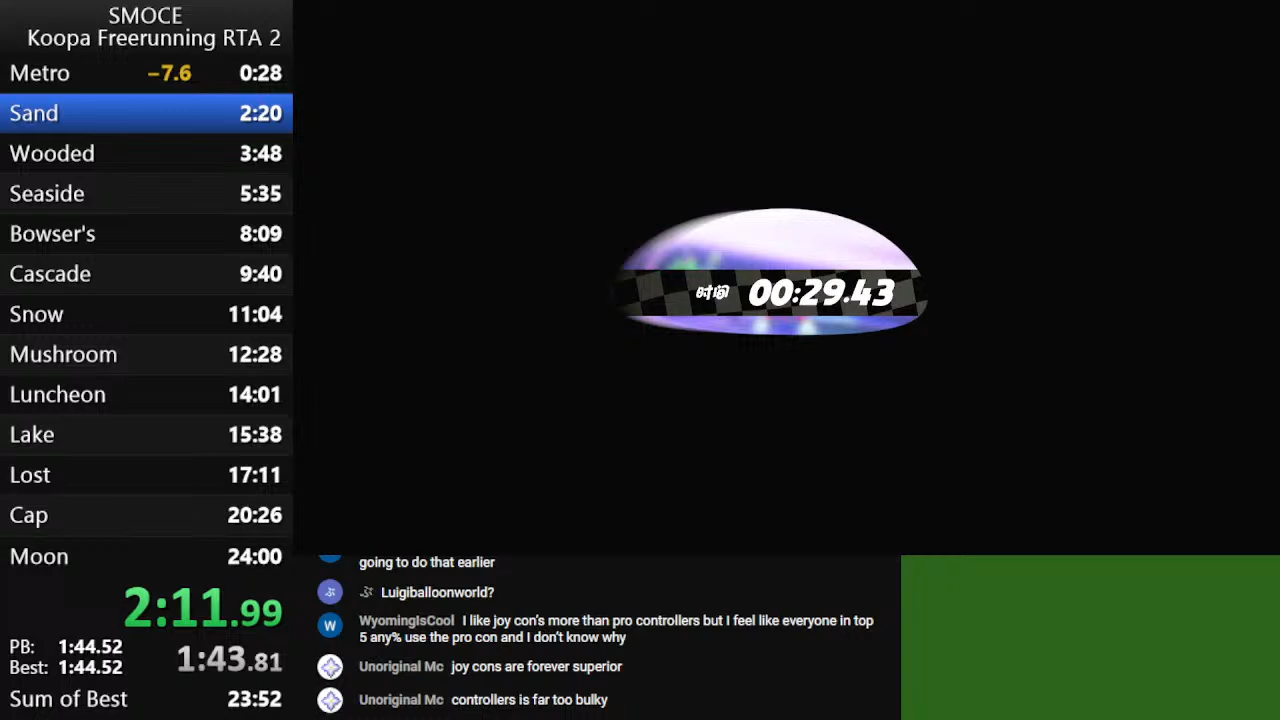 SMOCE
Koopa Freerunning RTA 2
Metro −7.6 0:28
Sand 2:20
Wooded 3:48
Seaside 5:35
Bowser's 8:09
Cascade 9:40
Snow 11:04
Mushroom 12:28
Luncheon 14:01
Lake 15:38
Lost 17:11
Cap 20:26
Moon 24:00
2:11.99
PB: 1:44.52
Best: 1:44.52
1:43.81
Sum of Best 23:52
时间 00:29.43
going to do that earlier
Luigiballoonworld?
W WyomingIsCool I like joy con's more than pro controllers but I feel like everyone in top
5 any% use the pro con and I don't know why
Unoriginal Mc joy cons are forever superior
Unoriginal Mc controllers is far too bulky